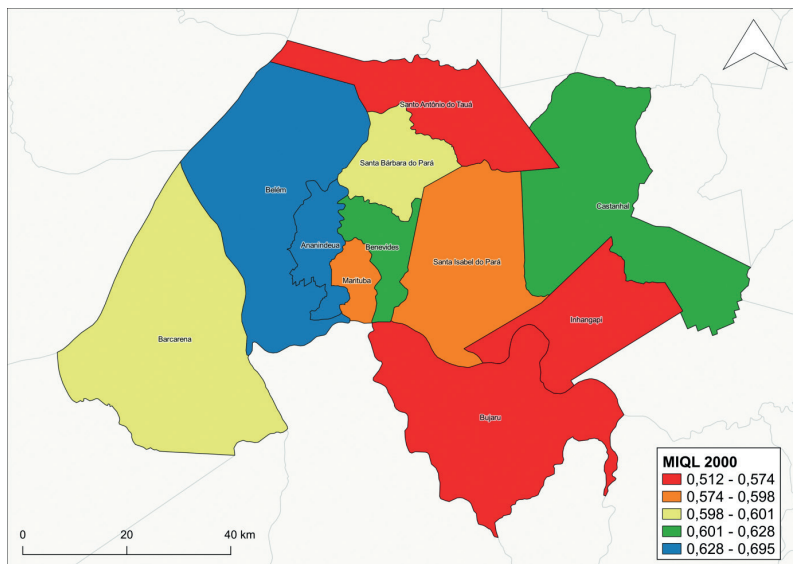 Santo Antônio do Tauá
Santa Bárbara do Pará
Belém
Castanhal
Ananindeua
Benevides
Santa Isabel do Pará
Marituba
Inhangapi
Barcarena
Bujaru
MIQL 2000
0,512 - 0,574
0,574 - 0,598
0,598 - 0,601
0,601 - 0,628
0,628 - 0,695
0 20 40 km